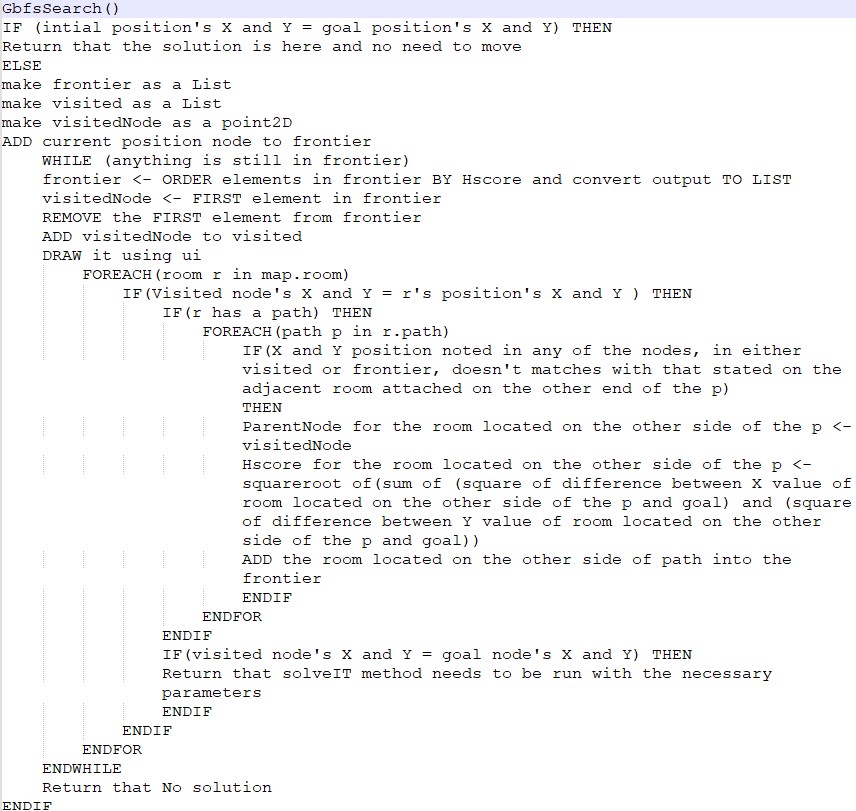 GbfsSearch()
IF (intial position's X and Y = goal position's X and Y) THEN
Return that the solution is here and no need to move
ELSE
make frontier as a List
make visited as a List
make visitedNode as a point2D
ADD current position node to frontier
WHILE (anything is still in frontier)
frontier <- ORDER elements in frontier BY Hscore and convert output TO LIST
visitedNode <- FIRST element in frontier
REMOVE the FIRST element from frontier
ADD visitedNode to visited
DRAW it using ui
FOREACH(room r in map.room)
IF(Visited node's X and Y = r's position's X and Y ) THEN
IF(r has a path) THEN
FOREACH(path p in r.path)
IF(X and Y position noted in any of the nodes, in either
visited or frontier, doesn't matches with that stated on the
adjacent room attached on the other end of the p)
THEN
ParentNode for the room located on the other side of the p <-
visitedNode
Hscore for the room located on the other side of the p <-
squareroot of(sum of (square of difference between X value of
room located on the other side of the p and goal) and (square
of difference between Y value of room located on the other
side of the p and goal))
ADD the room located on the other side of path into the
frontier
ENDIF
ENDFOR
ENDIF
IF(visited node's X and Y = goal node's X and Y) THEN
Return that solveIT method needs to be run with the necessary
parameters
ENDIF
ENDIF
ENDFOR
ENDWHILE
Return that No solution
ENDIF